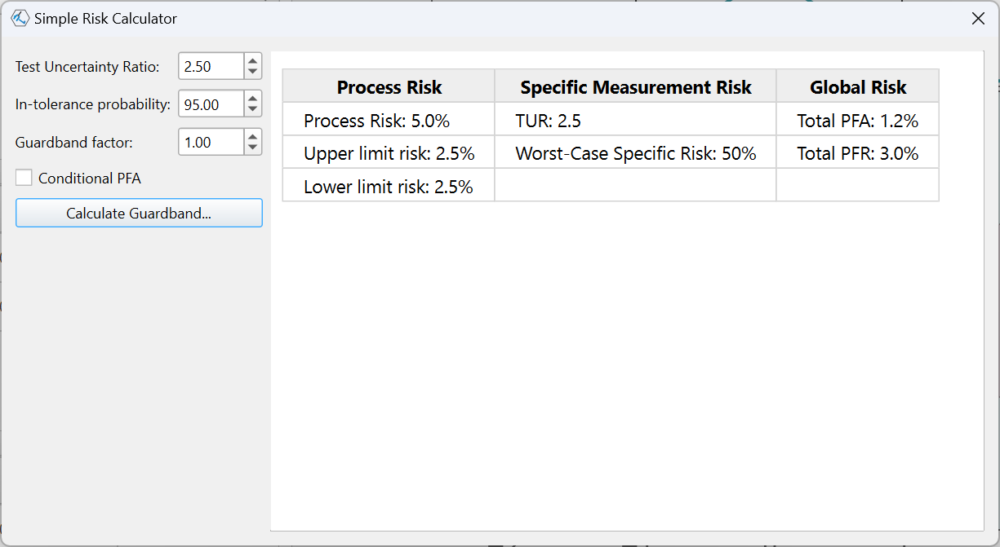 Simple Risk Calculator
Test Uncertainty Ratio: 2.50
In-tolerance probability: 95.00
Guardband factor: 1.00
Conditional PFA
Calculate Guardband...
Process Risk Specific Measurement Risk Global Risk
Process Risk: 5.0% TUR: 2.5 Total PFA: 1.2%
Upper limit risk: 2.5% Worst-Case Specific Risk: 50% Total PFR: 3.0%
Lower limit risk: 2.5%